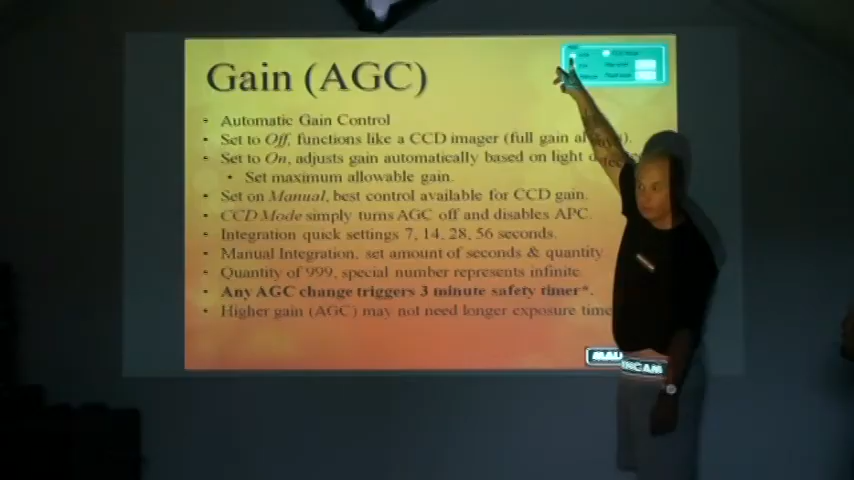 Gain (AGC)
• Automatic Gain Control
• Set to Off, functions like a CCD imager (full gain always).
• Set to On, adjusts gain automatically based on light detected
• Set maximum allowable gain.
• Set on Manual, best control available for CCD gain.
• CCD Mode simply turns AGC off and disables APC.
• Integration quick settings 7, 14, 28, 56 seconds.
• Manual Integration, set amount of seconds & quantity
• Quantity of 999, special number represents infinite.
• Any AGC change triggers 3 minute safety timer*.
• Higher gain (AGC) may not need longer exposure time